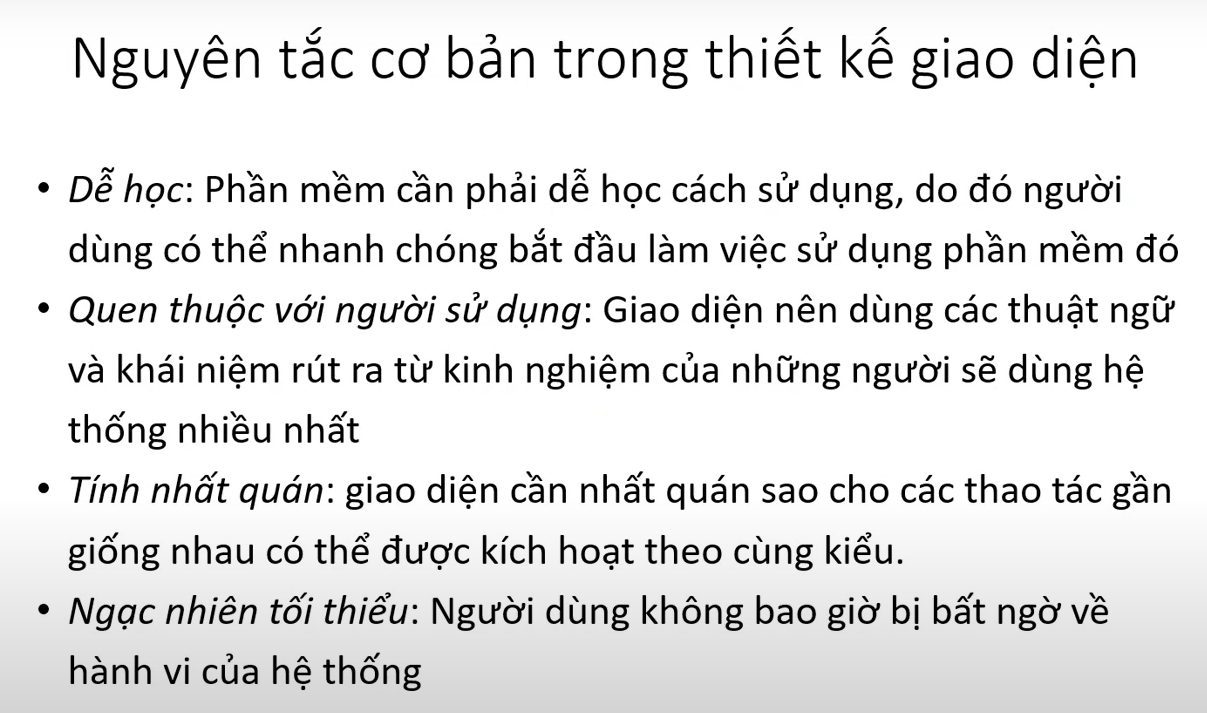 Nguyên tắc cơ bản trong thiết kế giao diện
• Dễ học: Phần mềm cần phải dễ học cách sử dụng, do đó người
dùng có thể nhanh chóng bắt đầu làm việc sử dụng phần mềm đó
• Quen thuộc với người sử dụng: Giao diện nên dùng các thuật ngữ
và khái niệm rút ra từ kinh nghiệm của những người sẽ dùng hệ
thống nhiều nhất
• Tính nhất quán: giao diện cần nhất quán sao cho các thao tác gần
giống nhau có thể được kích hoạt theo cùng kiểu.
• Ngạc nhiên tối thiểu: Người dùng không bao giờ bị bất ngờ về
hành vi của hệ thống